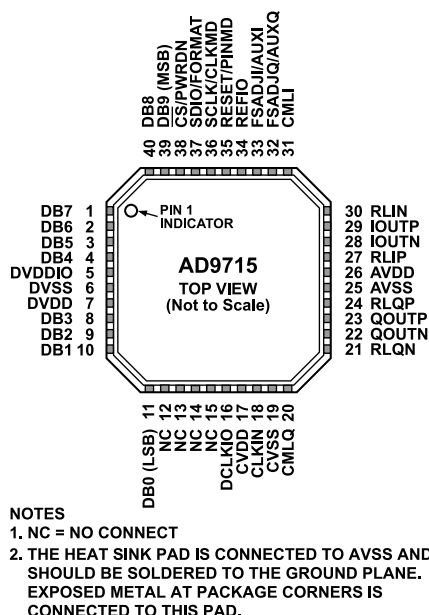 40 DB8
39 DB9 (MSB)
38 CS/PWRDN
37 SDIO/FORMAT
36 SCLK/CLKMD
35 RESET/PINMD
34 REFIO
33 FSADJI/AUXI
32 FSADJQ/AUXQ
31 CMLI
DB7 1
DB6 2
DB5 3
DB4 4
DVDDIO 5
DVSS 6
DVDD 7
DB3 8
DB2 9
DB1 10
PIN 1
INDICATOR
AD9715
TOP VIEW
(Not to Scale)
30 RLIN
29 IOUTP
28 IOUTN
27 RLIP
26 AVDD
25 AVSS
24 RLQP
23 QOUTP
22 QOUTN
21 RLQN
DB0 (LSB) 11
NC 12
NC 13
NC 14
NC 15
DCLKIO 16
CVDD 17
CLKIN 18
CVSS 19
CMLQ 20
NOTES
1. NC = NO CONNECT
2. THE HEAT SINK PAD IS CONNECTED TO AVSS AND
SHOULD BE SOLDERED TO THE GROUND PLANE.
EXPOSED METAL AT PACKAGE CORNERS IS
CONNECTED TO THIS PAD.